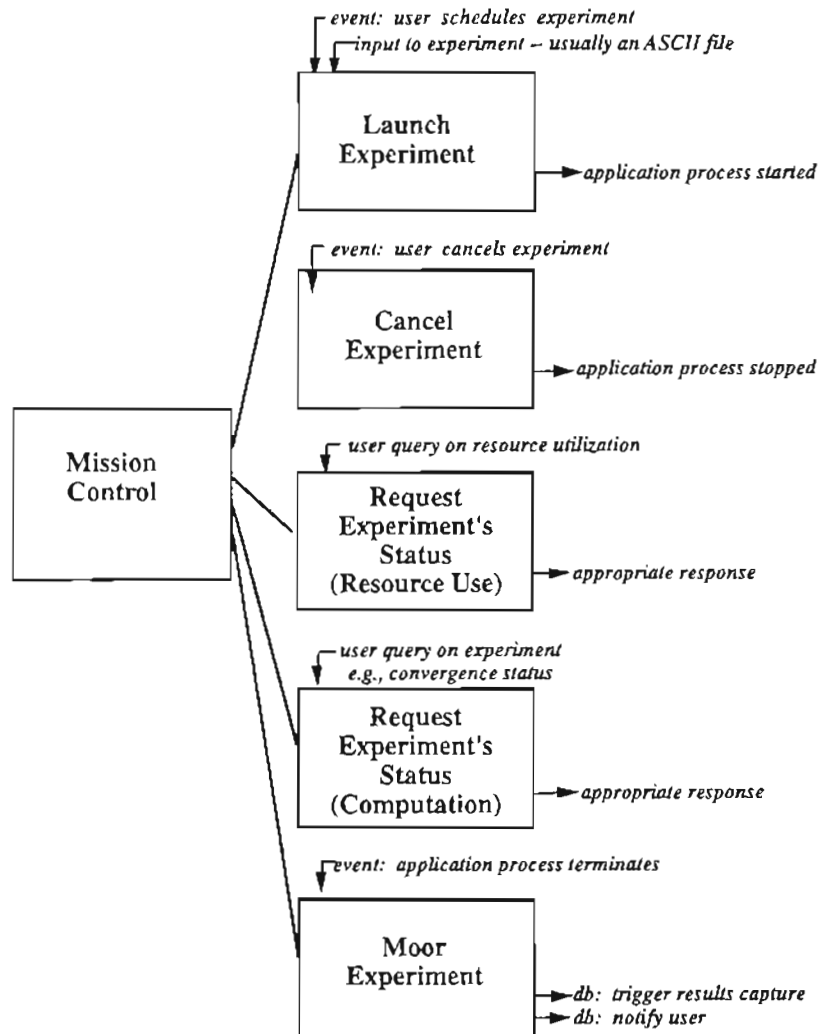 event: user schedules experiment
input to experiment – usually an ASCII file
Launch
Experiment
application process started
event: user cancels experiment
Cancel
Experiment
application process stopped
Mission
Control
user query on resource utilization
Request
Experiment's
Status
(Resource Use)
appropriate response
user query on experiment
e.g., convergence status
Request
Experiment's
Status
(Computation)
appropriate response
event: application process terminates
Moor
Experiment
db: trigger results capture
db: notify user